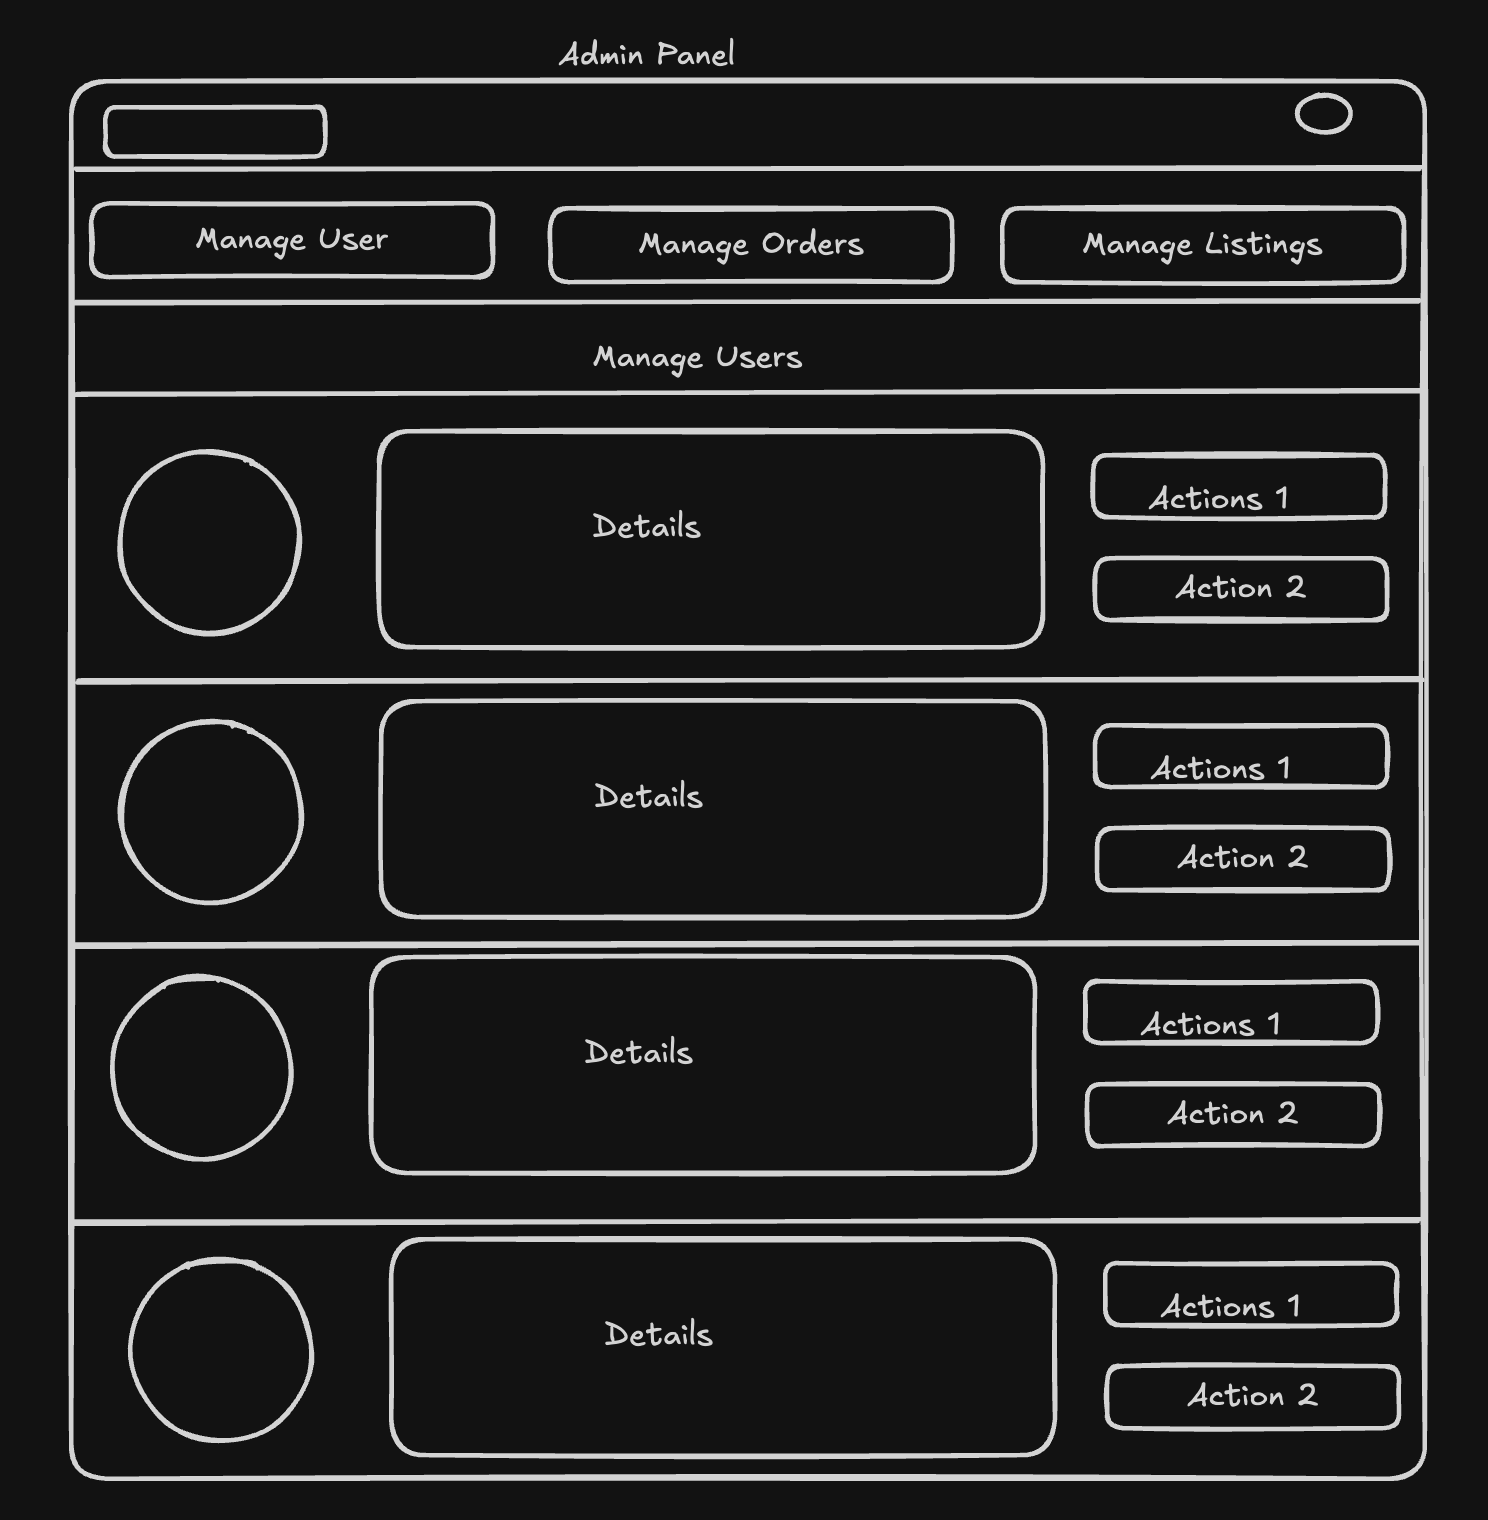 Admin Panel
Manage User
Manage Orders
Manage Listings
Manage Users
Details
Actions 1
Action 2
Details
Actions 1
Action 2
Details
Actions 1
Action 2
Details
Actions 1
Action 2